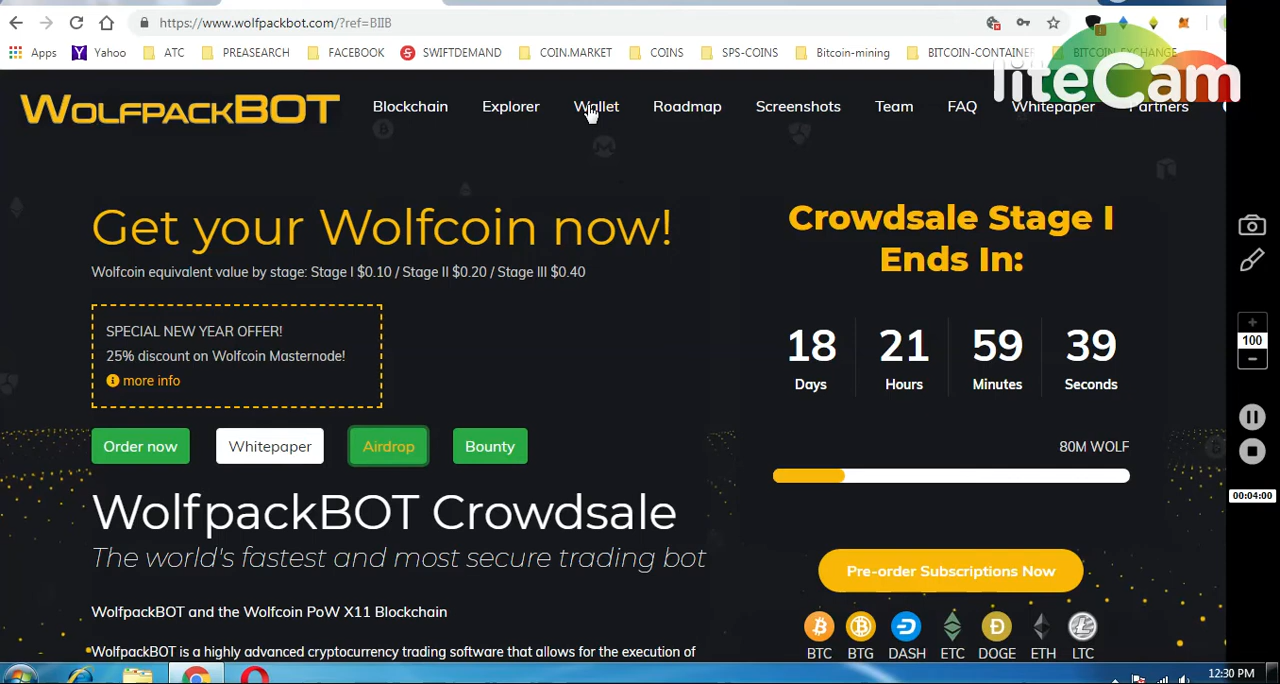 https://www.wolfpackbot.com/?ref=BIIB
Apps Yahoo ATC PREASEARCH FACEBOOK SWIFTDEMAND COIN.MARKET COINS SPS-COINS Bitcoin-mining BITCOIN-CONTAINER BITCOIN-EXCHANGE
liteCam
WOLFPACKBOT
Blockchain Explorer Wallet Roadmap Screenshots Team FAQ Whitepaper Partners
Get your Wolfcoin now!
Wolfcoin equivalent value by stage: Stage I $0.10 / Stage II $0.20 / Stage III $0.40
SPECIAL NEW YEAR OFFER!
25% discount on Wolfcoin Masternode!
more info
Order now Whitepaper Airdrop Bounty
WolfpackBOT Crowdsale
The world's fastest and most secure trading bot
WolfpackBOT and the Wolfcoin PoW X11 Blockchain
WolfpackBOT is a highly advanced cryptocurrency trading software that allows for the execution of
Crowdsale Stage I
Ends In:
18 21 59 39
Days Hours Minutes Seconds
80M WOLF
Pre-order Subscriptions Now
BTC BTG DASH ETC DOGE ETH LTC
100
00:04:00
12:30 PM